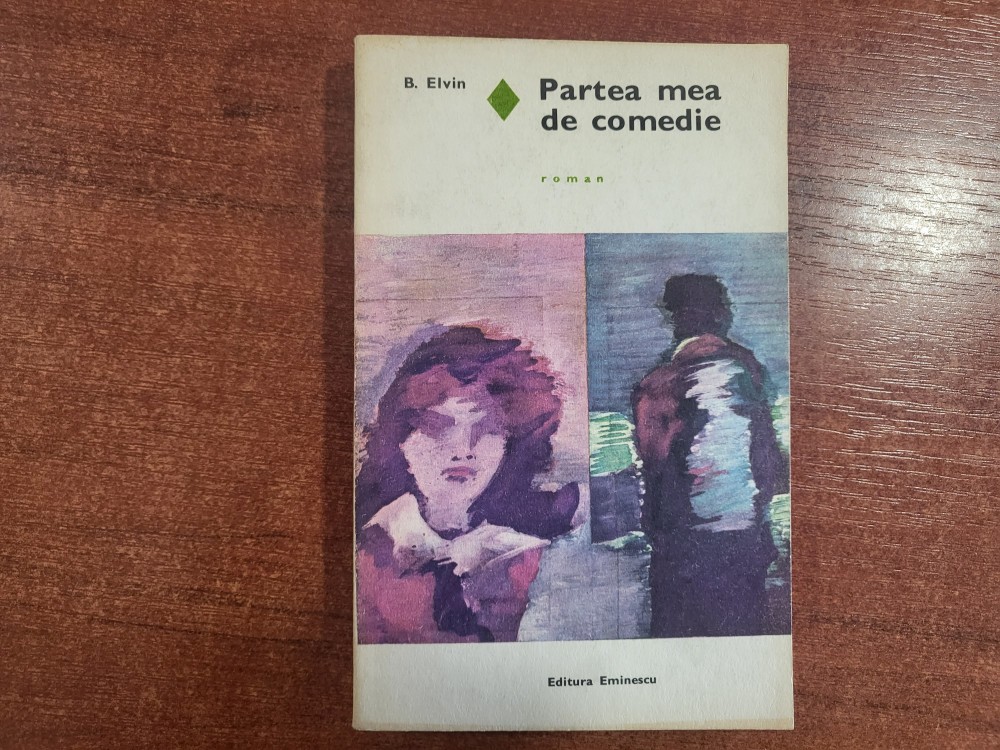 B. Elvin
Partea mea
de comedie
roman
Editura Eminescu